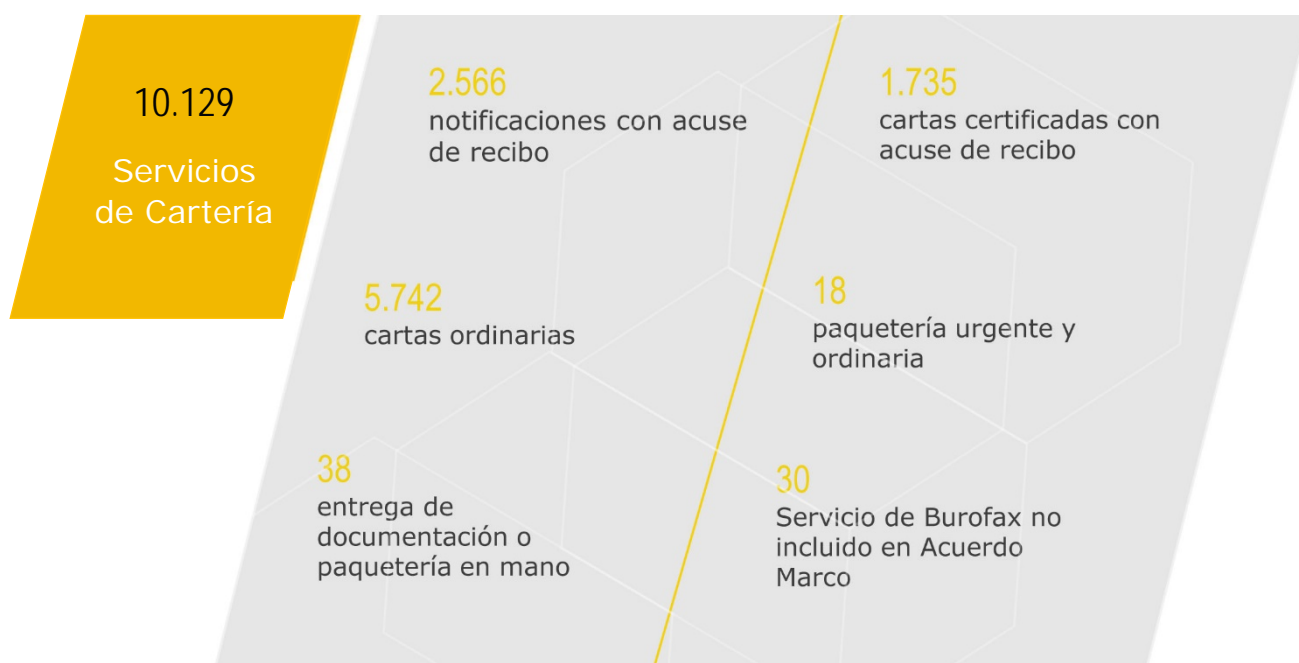 10.129
Servicios
de Cartería
2.566
notificaciones con acuse
de recibo
1.735
cartas certificadas con
acuse de recibo
5.742
cartas ordinarias
18
paquetería urgente y
ordinaria
38
entrega de
documentación o
paquetería en mano
30
Servicio de Burofax no
incluido en Acuerdo
Marco